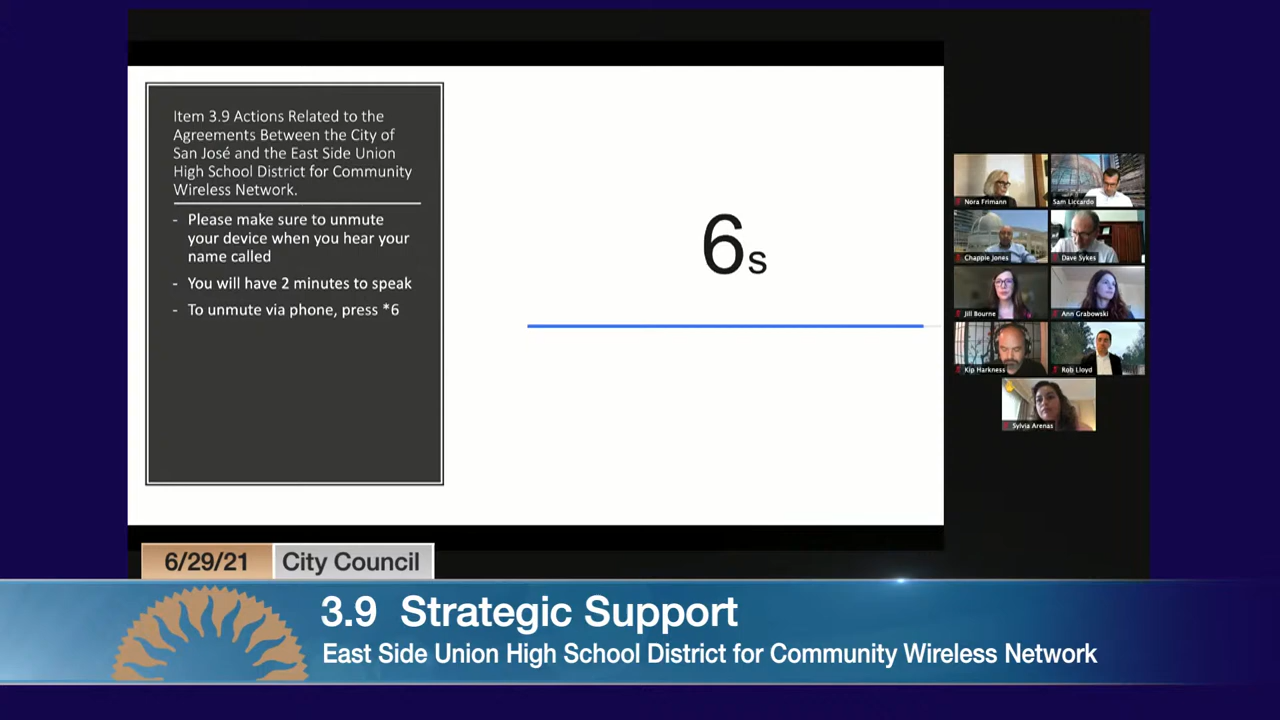 Item 3.9 Actions Related to the
Agreements Between the City of
San José and the East Side Union
High School District for Community
Wireless Network.
- Please make sure to unmute
your device when you hear your
name called
- You will have 2 minutes to speak
- To unmute via phone, press *6
6s
Nora Frimann
Sam Liccardo
Chappie Jones
Dave Sykes
Jill Bourne
Ann Grabowski
Kip Harkness
Rob Lloyd
Sylvia Arenas
6/29/21 City Council
3.9 Strategic Support
East Side Union High School District for Community Wireless Network